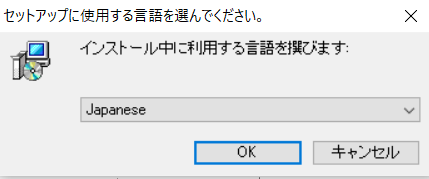 セットアップに使用する言語を選んでください。
インストール中に利用する言語を撰びます:
Japanese
OK
キャンセル